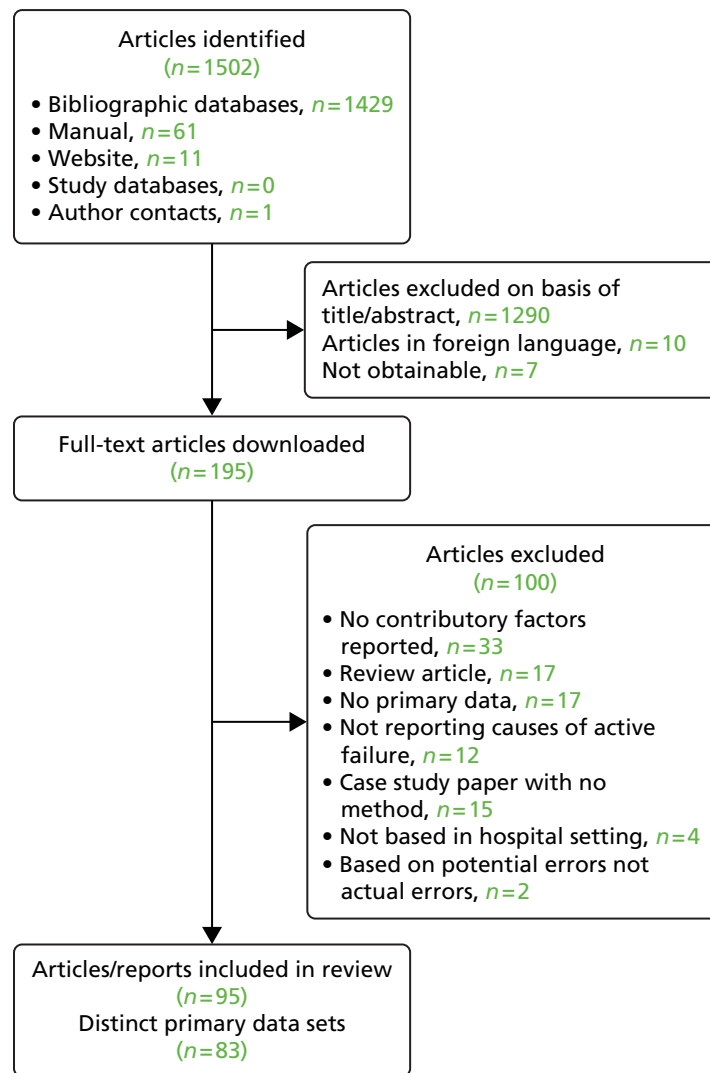 Articles identified
(n=1502)
• Bibliographic databases, n=1429
• Manual, n=61
• Website, n=11
• Study databases, n=0
• Author contacts, n=1
Articles excluded on basis of
title/abstract, n=1290
Articles in foreign language, n=10
Not obtainable, n=7
Full-text articles downloaded
(n=195)
Articles excluded
(n=100)
• No contributory factors
reported, n=33
• Review article, n=17
• No primary data, n=17
• Not reporting causes of active
failure, n=12
• Case study paper with no
method, n=15
• Not based in hospital setting, n=4
• Based on potential errors not
actual errors, n=2
Articles/reports included in review
(n=95)
Distinct primary data sets
(n=83)